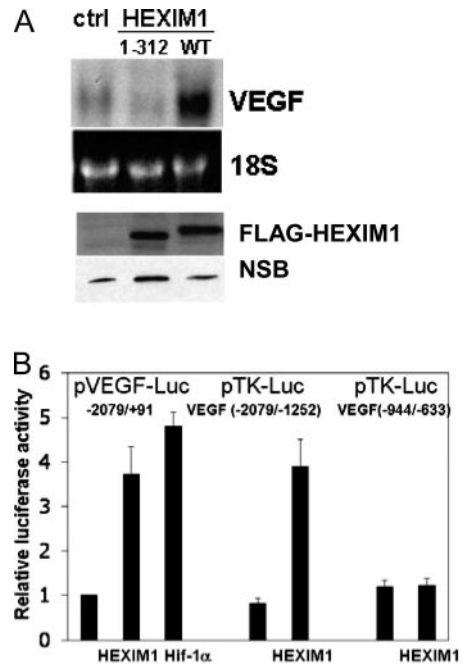 A
ctrl HEXIM1
1-312 WT
VEGF
18S
FLAG-HEXIM1
NSB
B
pVEGF-Luc pTK-Luc pTK-Luc
-2079/+91 VEGF (-2079/-1252) VEGF(-944/-633)
Relative luciferase activity
6
5
4
3
2
1
0
HEXIM1 Hif-1α HEXIM1 HEXIM1